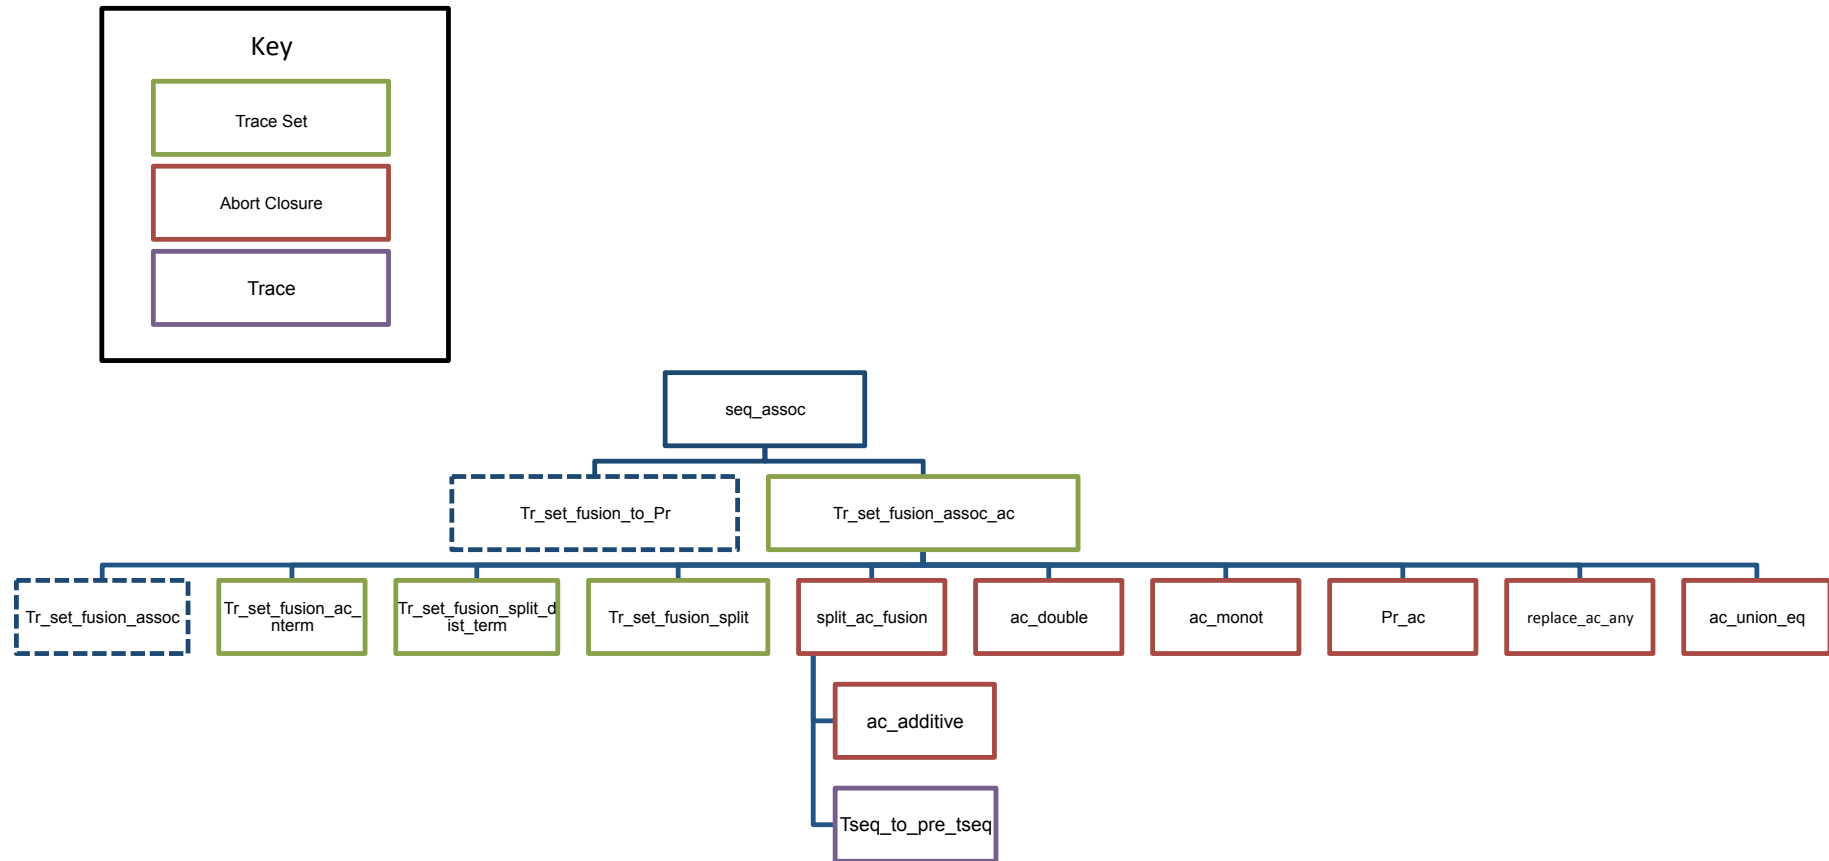 Key
Trace Set
Abort Closure
Trace
seq_assoc
Tr_set_fusion_to_Pr
Tr_set_fusion_assoc_ac
Tr_set_fusion_assoc
Tr_set_fusion_ac_
nterm
Tr_set_fusion_split_d
ist_term
Tr_set_fusion_split
split_ac_fusion
ac_double
ac_monot
Pr_ac
replace_ac_any
ac_union_eq
ac_additive
Tseq_to_pre_tseq